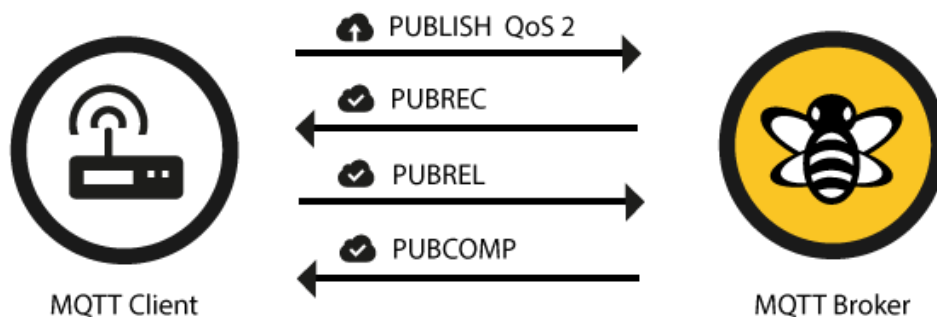 PUBLISH QoS 2
PUBREC
PUBREL
PUBCOMP
MQTT Client
MQTT Broker